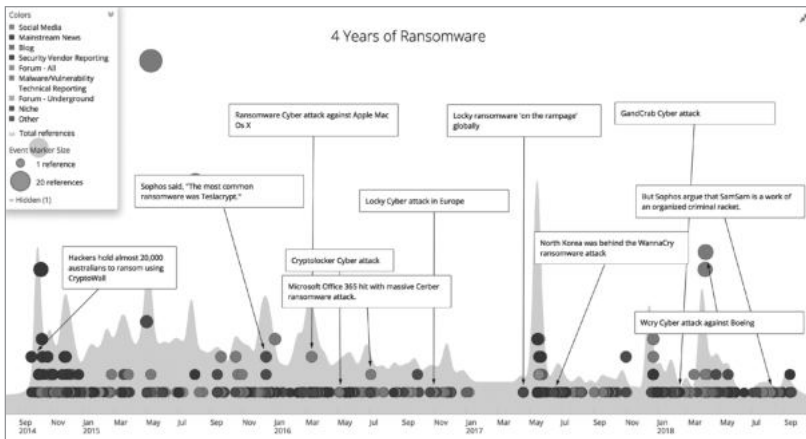 4 Years of Ransomware
Colors
Social Media
Mainstream News
Blog
Security Vendor Reporting
Forum - All
Malware/Vulnerability
Technical Reporting
Forum - Underground
Niche
Other
Total references
Event Marker Size
1 reference
20 references
Hidden (1)
Ransomware Cyber attack against Apple Mac
Os X
Locky ransomware 'on the rampage'
globally
GandCrab Cyber attack
Sophos said, "The most common
ransomware was Teslacrypt."
Locky Cyber attack in Europe
But Sophos argue that SamSam is a work of
an organized criminal racket.
Hackers hold almost 20,000
australians to ransom using
CryptoWall
Cryptolocker Cyber attack
North Korea was behind the WannaCry
ransomware attack
Microsoft Office 365 hit with massive Cerber
ransomware attack.
Wcry Cyber attack against Boeing
Sep Nov Jan Mar May Jul Sep Nov Jan Mar May Jul Sep Nov Jan Mar May Jul Sep Nov Jan Mar May Jul Sep
2014 2015 2016 2017 2018